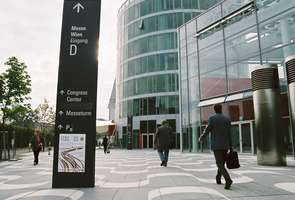 Messe
Wien
Eingang
D
Congress
Center
Messeturm
P